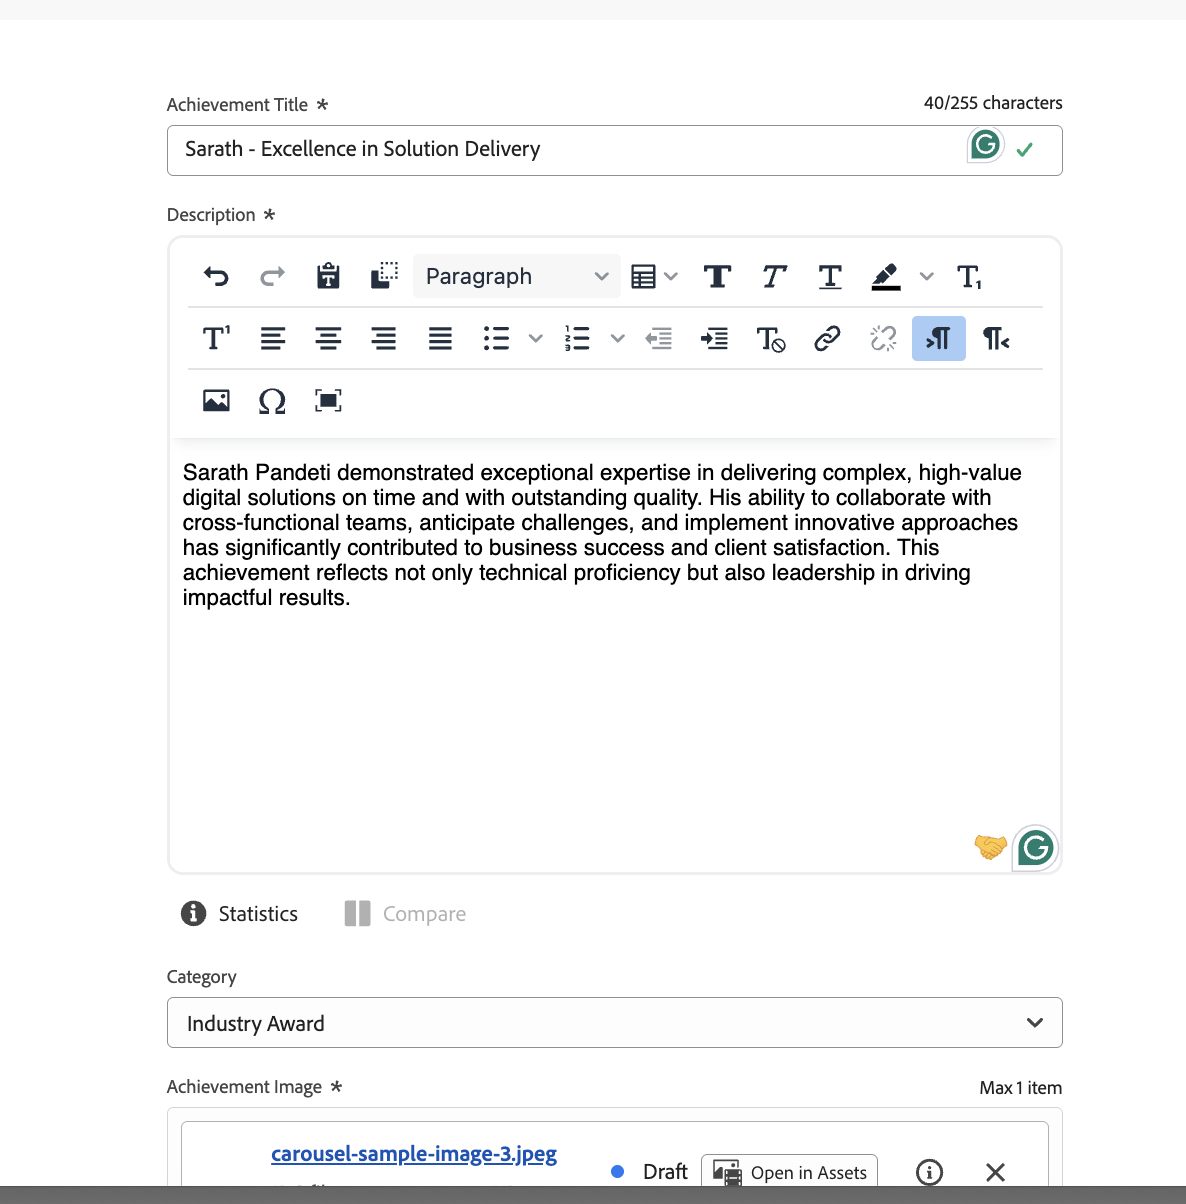 Achievement Title *
40/255 characters
Sarath - Excellence in Solution Delivery
Description *
Paragraph
Sarath Pandeti demonstrated exceptional expertise in delivering complex, high-value
digital solutions on time and with outstanding quality. His ability to collaborate with
cross-functional teams, anticipate challenges, and implement innovative approaches
has significantly contributed to business success and client satisfaction. This
achievement reflects not only technical proficiency but also leadership in driving
impactful results.
Statistics
Compare
Category
Industry Award
Achievement Image *
Max 1 item
carousel-sample-image-3.jpeg
Draft
Open in Assets